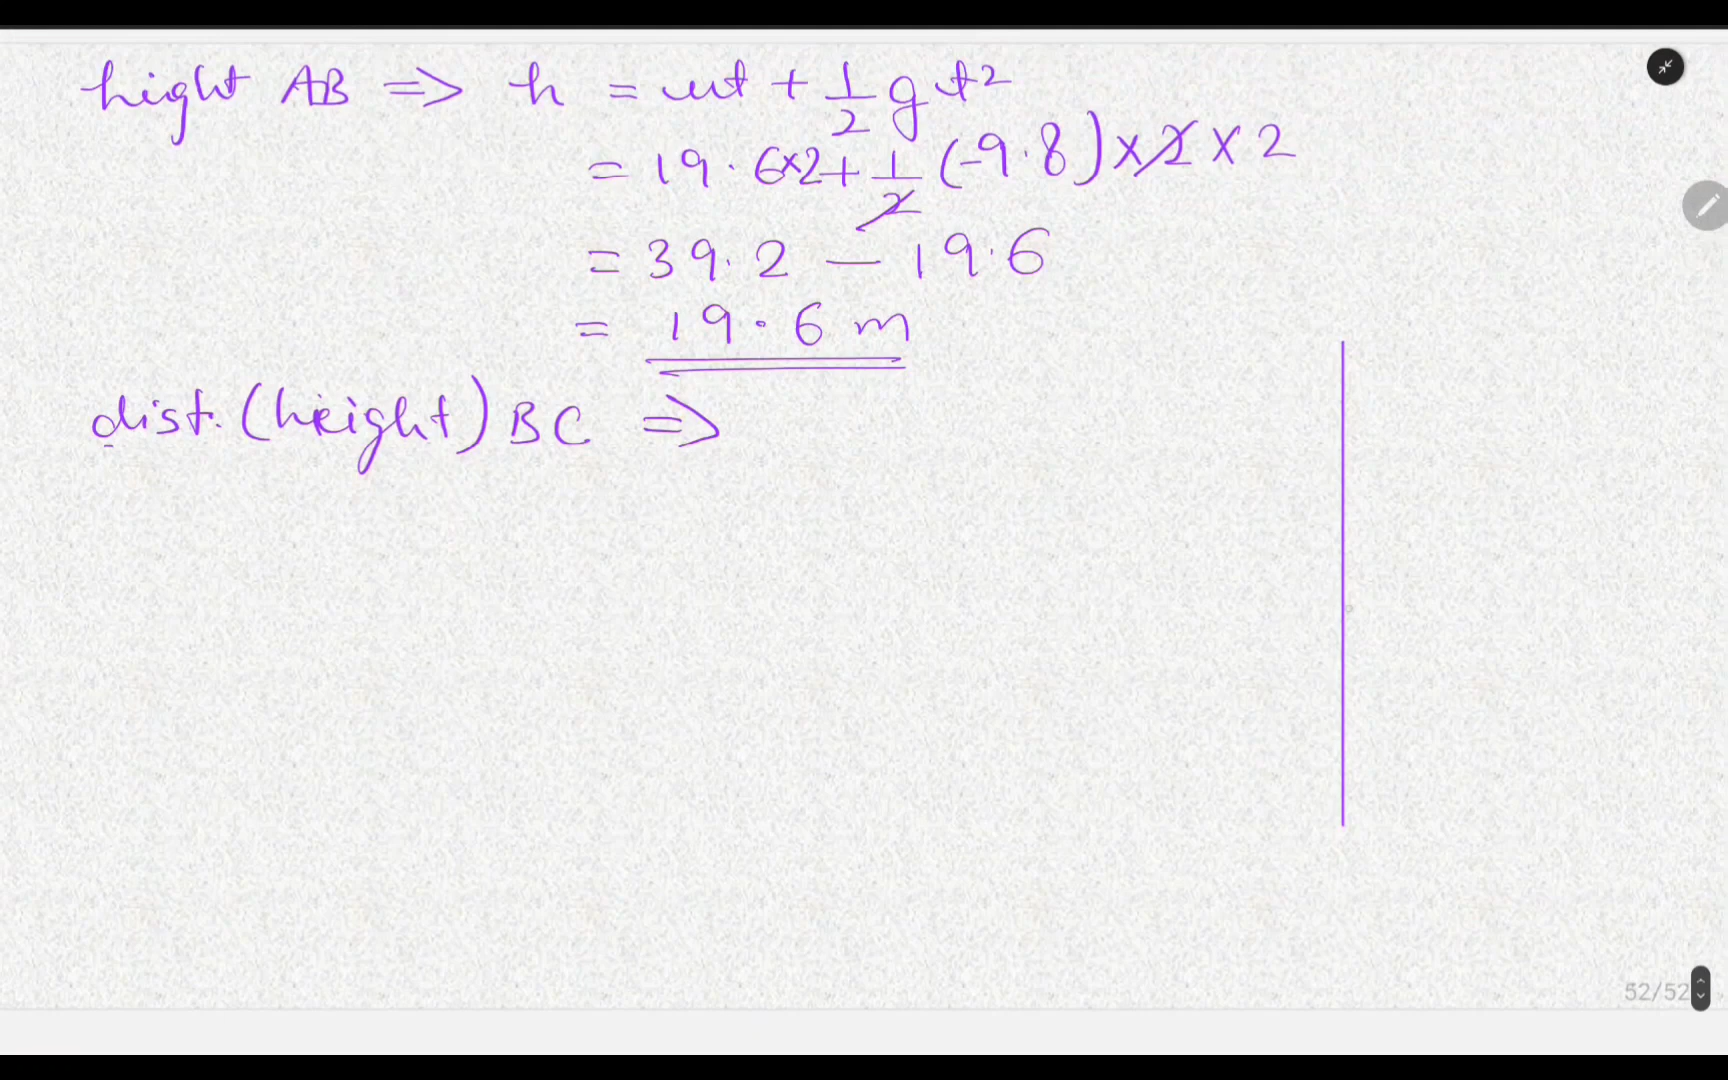 hight AB => h = ut + 1/2 g t²
= 19.6×2 + 1/2 (-9.8) × 2 × 2
= 39.2 — 19.6
= 19.6 m
dist. (height) BC =>
52/52